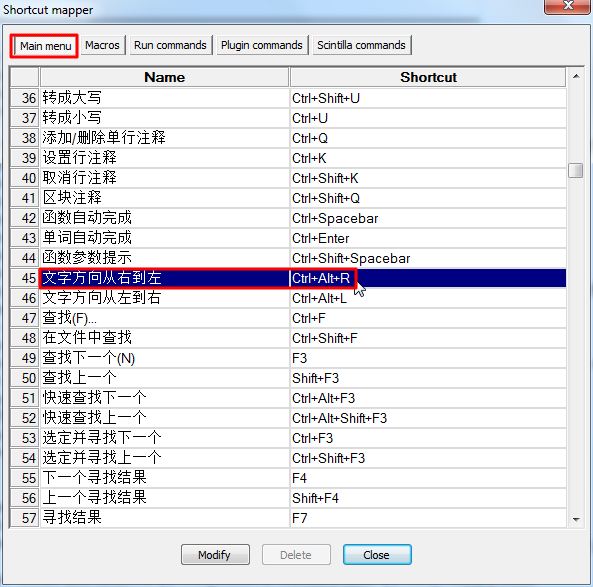 Shortcut mapper
Main menu Macros Run commands Plugin commands Scintilla commands
Name Shortcut
36 转成大写 Ctrl+Shift+U
37 转成小写 Ctrl+U
38 添加/删除单行注释 Ctrl+Q
39 设置行注释 Ctrl+K
40 取消行注释 Ctrl+Shift+K
41 区块注释 Ctrl+Shift+Q
42 函数自动完成 Ctrl+Spacebar
43 单词自动完成 Ctrl+Enter
44 函数参数提示 Ctrl+Shift+Spacebar
45 文字方向从右到左 Ctrl+Alt+R
46 文字方向从左到右 Ctrl+Alt+L
47 查找(F)... Ctrl+F
48 在文件中查找 Ctrl+Shift+F
49 查找下一个(N) F3
50 查找上一个 Shift+F3
51 快速查找下一个 Ctrl+Alt+F3
52 快速查找上一个 Ctrl+Alt+Shift+F3
53 选定并寻找下一个 Ctrl+F3
54 选定并寻找上一个 Ctrl+Shift+F3
55 下一个寻找结果 F4
56 上一个寻找结果 Shift+F4
57 寻找结果 F7
Modify Delete Close